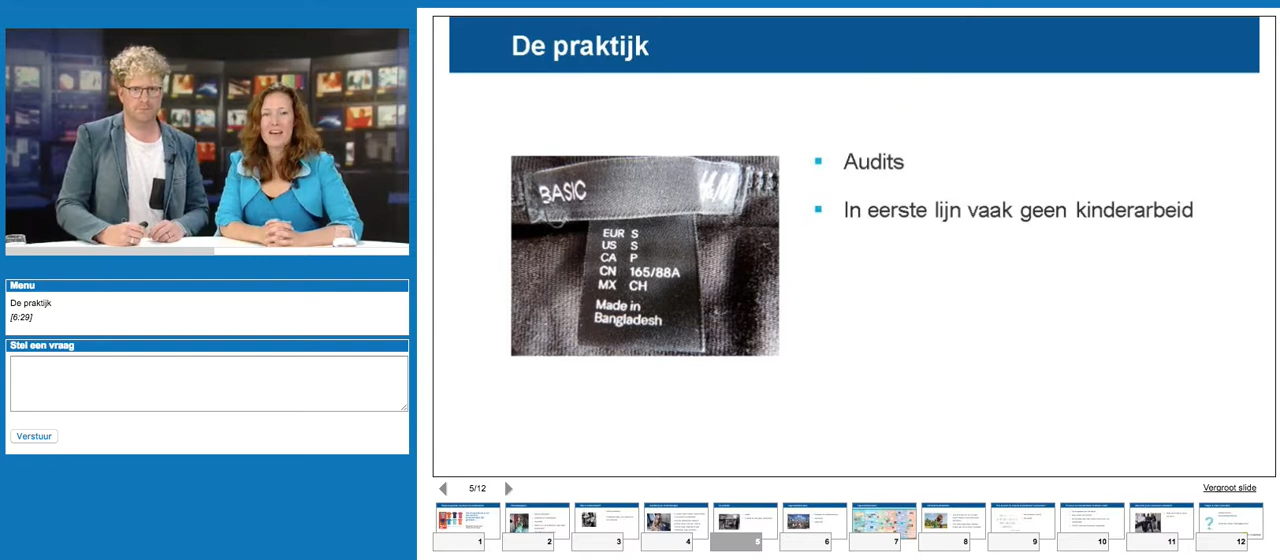 De praktijk
BASIC
EUR S
US S
CA P
CN 165/88A
MX CH
Made in
Bangladesh
Audits
In eerste lijn vaak geen kinderarbeid
Menu
De praktijk
[6:29]
Stel een vraag
Verstuur
5/12
Vergroot slide
1
2
3
4
5
6
7
8
9
10
11
12